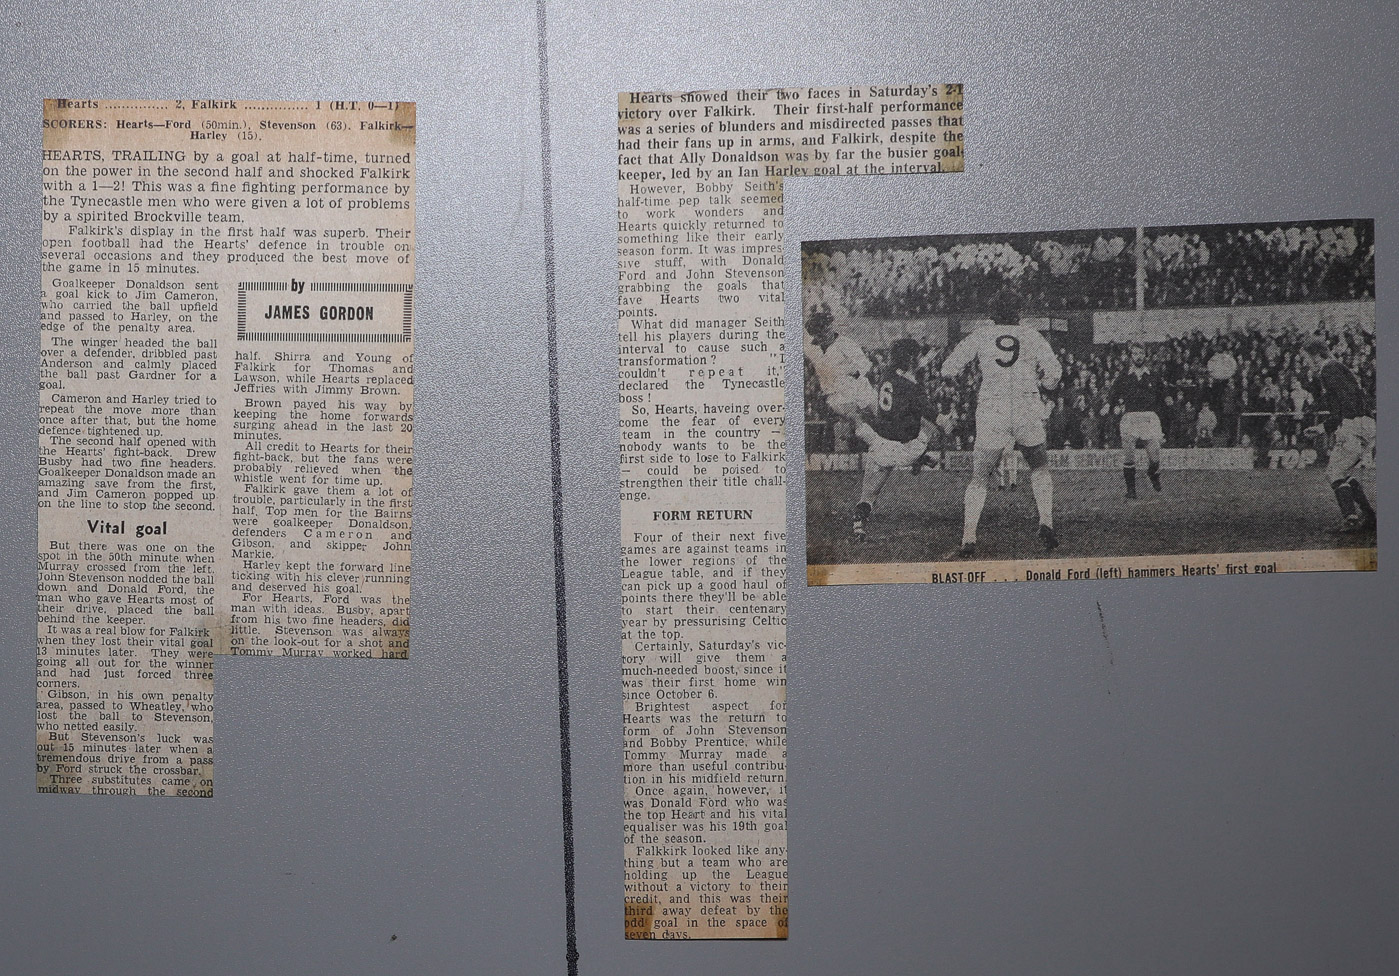 Hearts .............. 2, Falkirk .............. 1 (H.T. 0—1)
SCORERS: Hearts—Ford (50min.), Stevenson (63). Falkirk—
Harley (15).
HEARTS, TRAILING by a goal at half-time, turned
on the power in the second half and shocked Falkirk
with a 1—2! This was a fine fighting performance by
the Tynecastle men who were given a lot of problems
by a spirited Brockville team.
Falkirk's display in the first half was superb. Their
open football had the Hearts' defence in trouble on
several occasions and they produced the best move of
the game in 15 minutes.
Goalkeeper Donaldson sent
a goal kick to Jim Cameron,
who carried the ball upfield
and passed to Harley, on the
edge of the penalty area.
The winger headed the ball
over a defender, dribbled past
Anderson and calmly placed
the ball past Gardner for a
goal.
Cameron and Harley tried to
repeat the move more than
once after that, but the home
defence tightened up.
The second half opened with
the Hearts' fight-back. Drew
Busby had two fine headers.
Goalkeeper Donaldson made an
amazing save from the first,
and Jim Cameron popped up
on the line to stop the second.
Vital goal
But there was one on the
spot in the 50th minute when
Murray crossed from the left.
John Stevenson nodded the ball
down and Donald Ford, the
man who gave Hearts most of
their drive, placed the ball
behind the keeper.
It was a real blow for Falkirk
when they lost their vital goal
13 minutes later. They were
going all out for the winner
and had just forced three
corners.
Gibson, in his own penalty
area, passed to Wheatley, who
lost the ball to Stevenson,
who netted easily.
But Stevenson's luck was
out 15 minutes later when a
tremendous drive from a pass
by Ford struck the crossbar.
Three substitutes came on
midway through the second
by
JAMES GORDON
half. Shirra and Young of
Falkirk for Thomas and
Lawson, while Hearts replaced
Jeffries with Jimmy Brown.
Brown payed his way by
keeping the home forwards
surging ahead in the last 20
minutes.
All credit to Hearts for their
fight-back, but the fans were
probably relieved when the
whistle went for time up.
Falkirk gave them a lot of
trouble, particularly in the first
half. Top men for the Bairns
were goalkeeper Donaldson,
defenders Cameron and
Gibson, and skipper John
Markie.
Harley kept the forward line
ticking with his clever running
and deserved his goal.
For Hearts, Ford was the
man with ideas. Busby, apart
from his two fine headers, did
little. Stevenson was always
on the look-out for a shot and
Tommy Murray worked hard
Hearts showed their two faces in Saturday's 2-1
victory over Falkirk. Their first-half performance
was a series of blunders and misdirected passes that
had their fans up in arms, and Falkirk, despite the
fact that Ally Donaldson was by far the busier goal-
keeper, led by an Ian Harley goal at the interval.
However, Bobby Seith's
half-time pep talk seemed
to work wonders and
Hearts quickly returned to
something like their early
season form. It was impres-
sive stuff, with Donald
Ford and John Stevenson
grabbing the goals that
fave Hearts two vital
points.
What did manager Seith
tell his players during the
interval to cause such a
transformation? "I
couldn't repeat it,"
declared the Tynecastle
boss!
So, Hearts, haveing over-
come the fear of every
team in the country —
nobody wants to be the
first side to lose to Falkirk
— could be poised to
strengthen their title chall-
enge.
FORM RETURN
Four of their next five
games are against teams in
the lower regions of the
League table, and if they
can pick up a good haul of
points there they'll be able
to start their centenary
year by pressurising Celtic
at the top.
Certainly, Saturday's vic-
tory will give them a
much-needed boost, since it
was their first home win
since October 6.
Brightest aspect for
Hearts was the return to
form of John Stevenson
and Bobby Prentice, while
Tommy Murray made a
more than useful contribu-
tion in his midfield return.
Once again, however, it
was Donald Ford who was
the top Heart and his vital
equaliser was his 19th goal
of the season.
Falkkirk looked like any-
thing but a team who are
holding up the League
without a victory to their
credit, and this was their
third away defeat by the
odd goal in the space of
seven days.
9
6
TOP
BLAST-OFF . . . Donald Ford (left) hammers Hearts' first goal